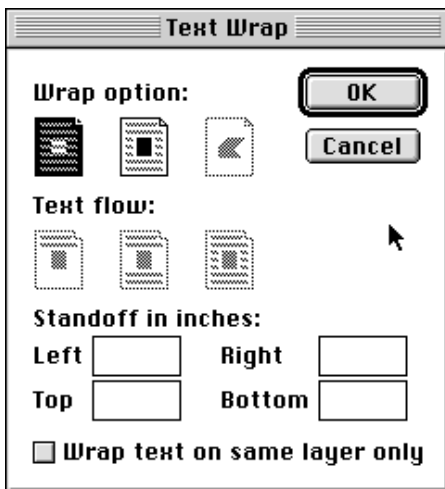 Text Wrap
Wrap option:
OK
Cancel
Text flow:
Standoff in inches:
Left Right
Top Bottom
Wrap text on same layer only